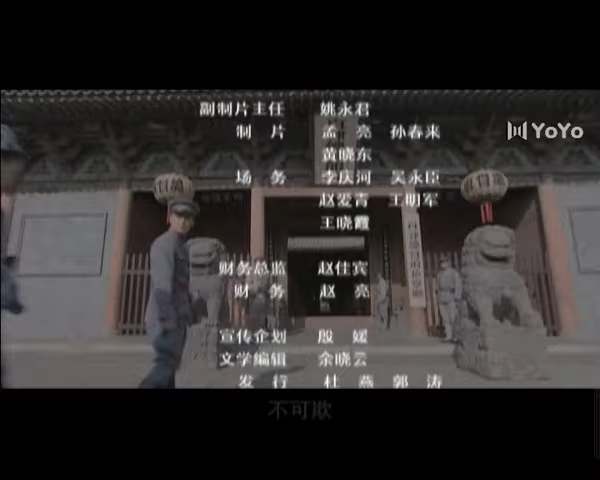 副制片主任 姚永君
制 片 孟 亮 孙春来
YoYo
黄晓东
场 务 李庆河 吴永臣
赵爱青 王明军
王晓霞
财务总监 赵佳宾
财 务 赵 亮
宣传企划 殷 媛
文学编辑 余晓云
发 行 杜 燕 郭 涛
不可欺